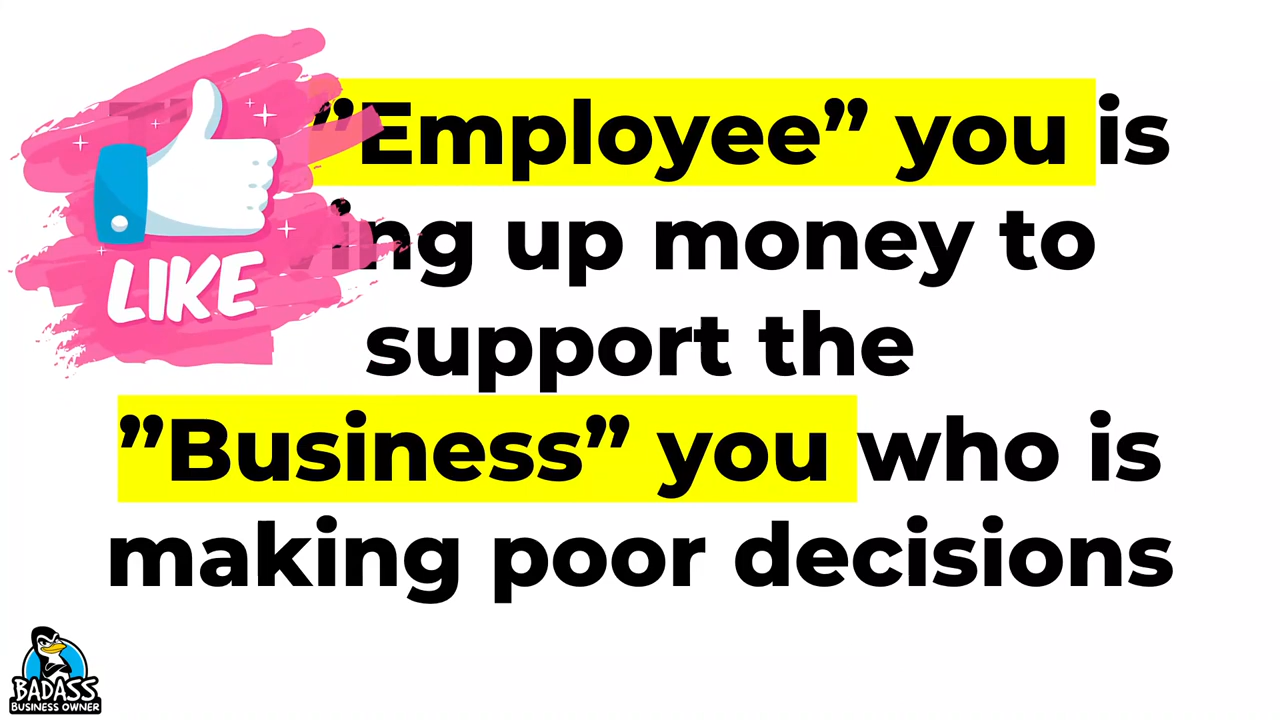 ”Employee” you is
up money to
support the
”Business” you who is
making poor decisions
LIKE
BADASS
BUSINESS OWNER